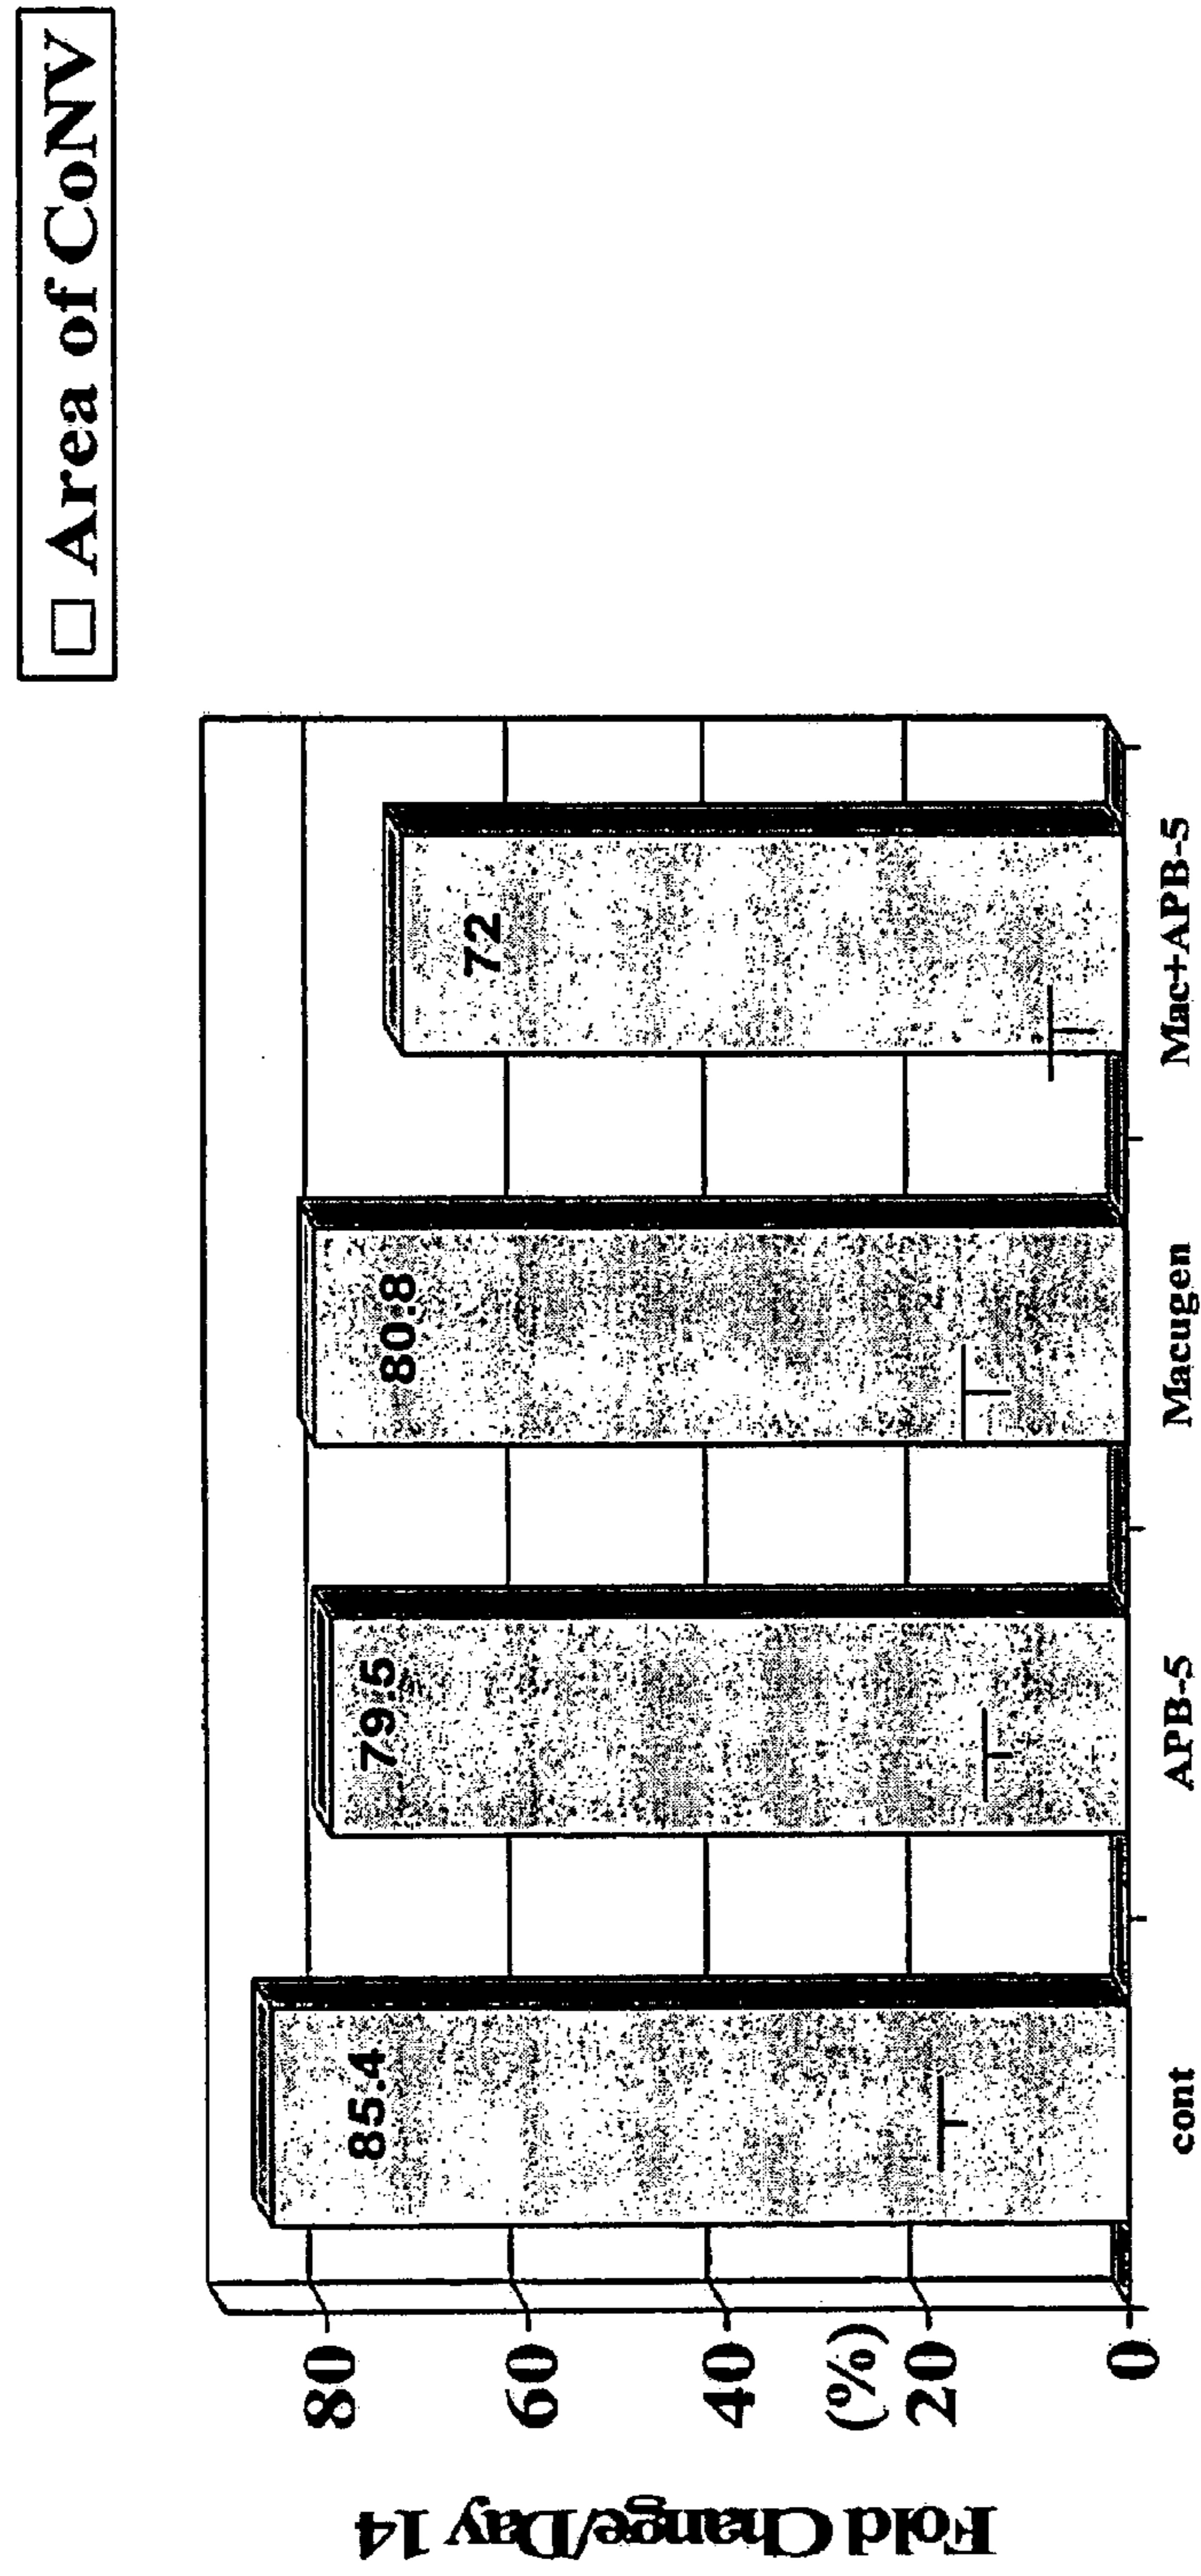 Area of CoNV
Fold Change/Day 14
(%)
80
60
40
20
0
85.4
79.5
80.8
72
cont
APB-5
Macugen
Mac+APB-5